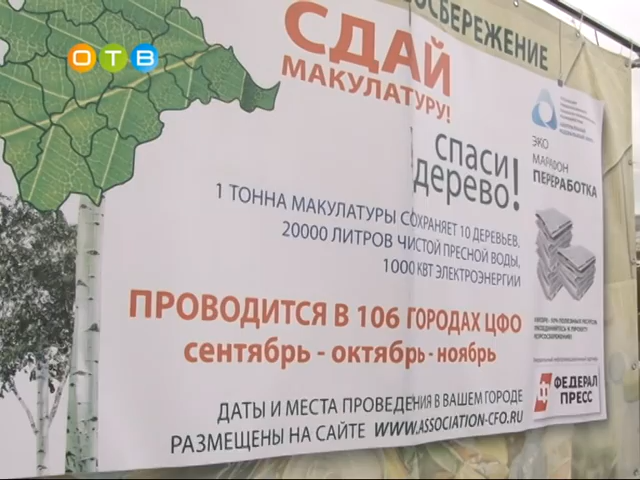 ОТВ
ОСБЕРЕЖЕНИЕ
СДАЙ
МАКУЛАТУРУ!
спаси
дерево!
1 ТОННА МАКУЛАТУРЫ СОХРАНЯЕТ 10 ДЕРЕВЬЕВ,
20000 ЛИТРОВ ЧИСТОЙ ПРЕСНОЙ ВОДЫ,
1000 КВТ ЭЛЕКТРОЭНЕРГИИ
ПРОВОДИТСЯ В 106 ГОРОДАХ ЦФО
сентябрь - октябрь - ноябрь
ДАТЫ И МЕСТА ПРОВЕДЕНИЯ В ВАШЕМ ГОРОДЕ
РАЗМЕЩЕНЫ НА САЙТЕ WWW.ASSOCIATION-CFO.RU
ЭКО
МАРАФОН
ПЕРЕРАБОТКА
ФЕДЕРАЛ
ПРЕСС